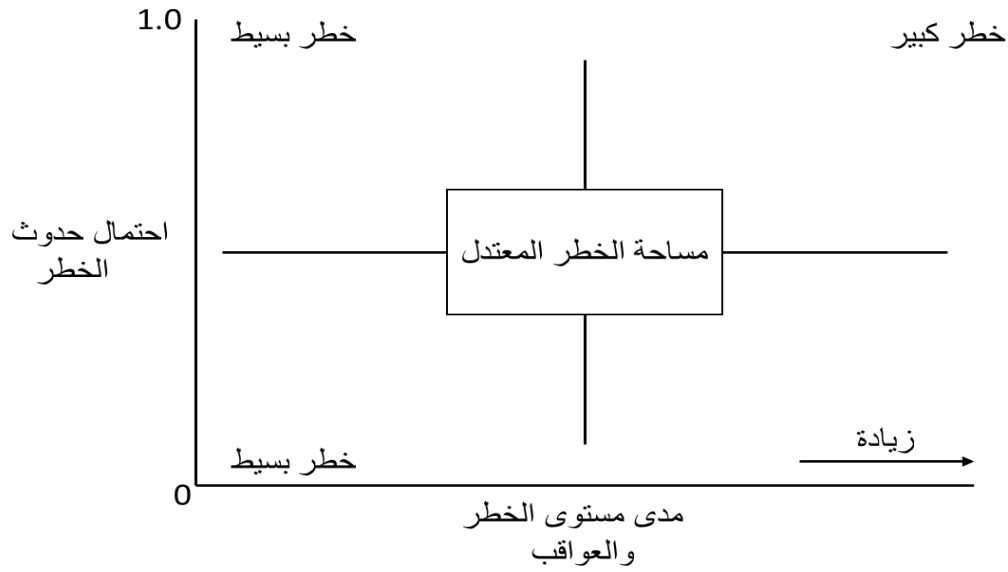 1.0
خطر بسيط
خطر كبير
احتمال حدوث
الخطر
مساحة الخطر المعتدل
زيادة
خطر بسيط
0
مدى مستوى الخطر
والعواقب